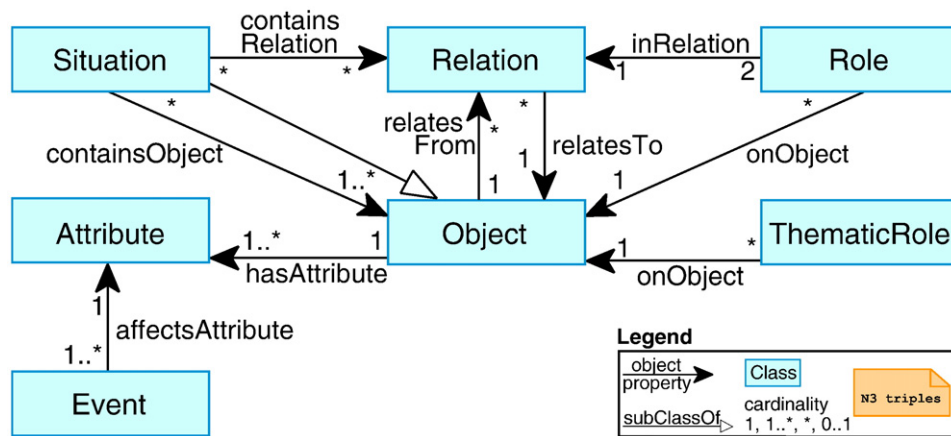 contains
Relation
Situation
*
*
Relation
inRelation
1
2
Role
*
*
*
containsObject
relates
From
*
1
relatesTo
1
onObject
1..*
1
Attribute
1..*
1
Object
1
*
ThematicRole
hasAttribute
onObject
1
affectsAttribute
1..*
Event
Legend
object
property
Class
subClassOf
cardinality
1, 1..*, *, 0..1
N3 triples